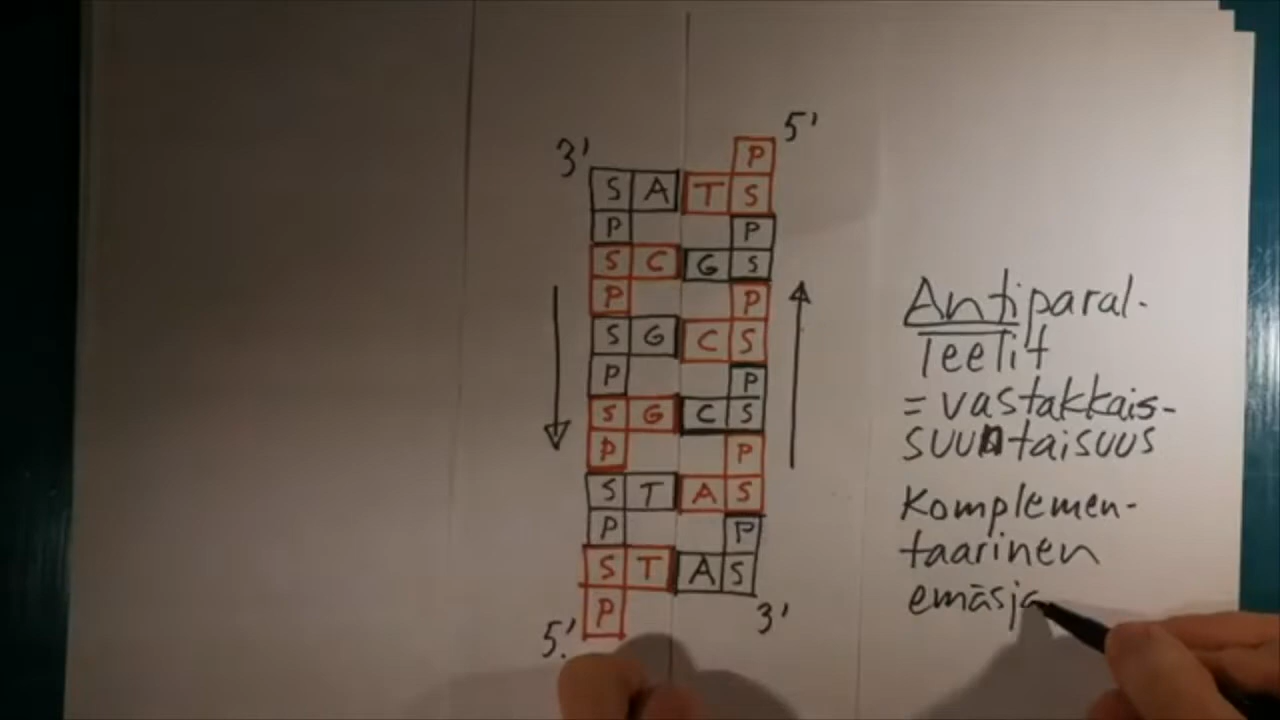 5'
3'
P
S A T S
P P
S C G S
P P
S G C S
P P
S G C S
P P
S T A S
P P
S T A S
P
5'
3'
Antiparal-
leelit
= vastakkais-
suuntaisuus
Komplemen-
taarinen
emäsja